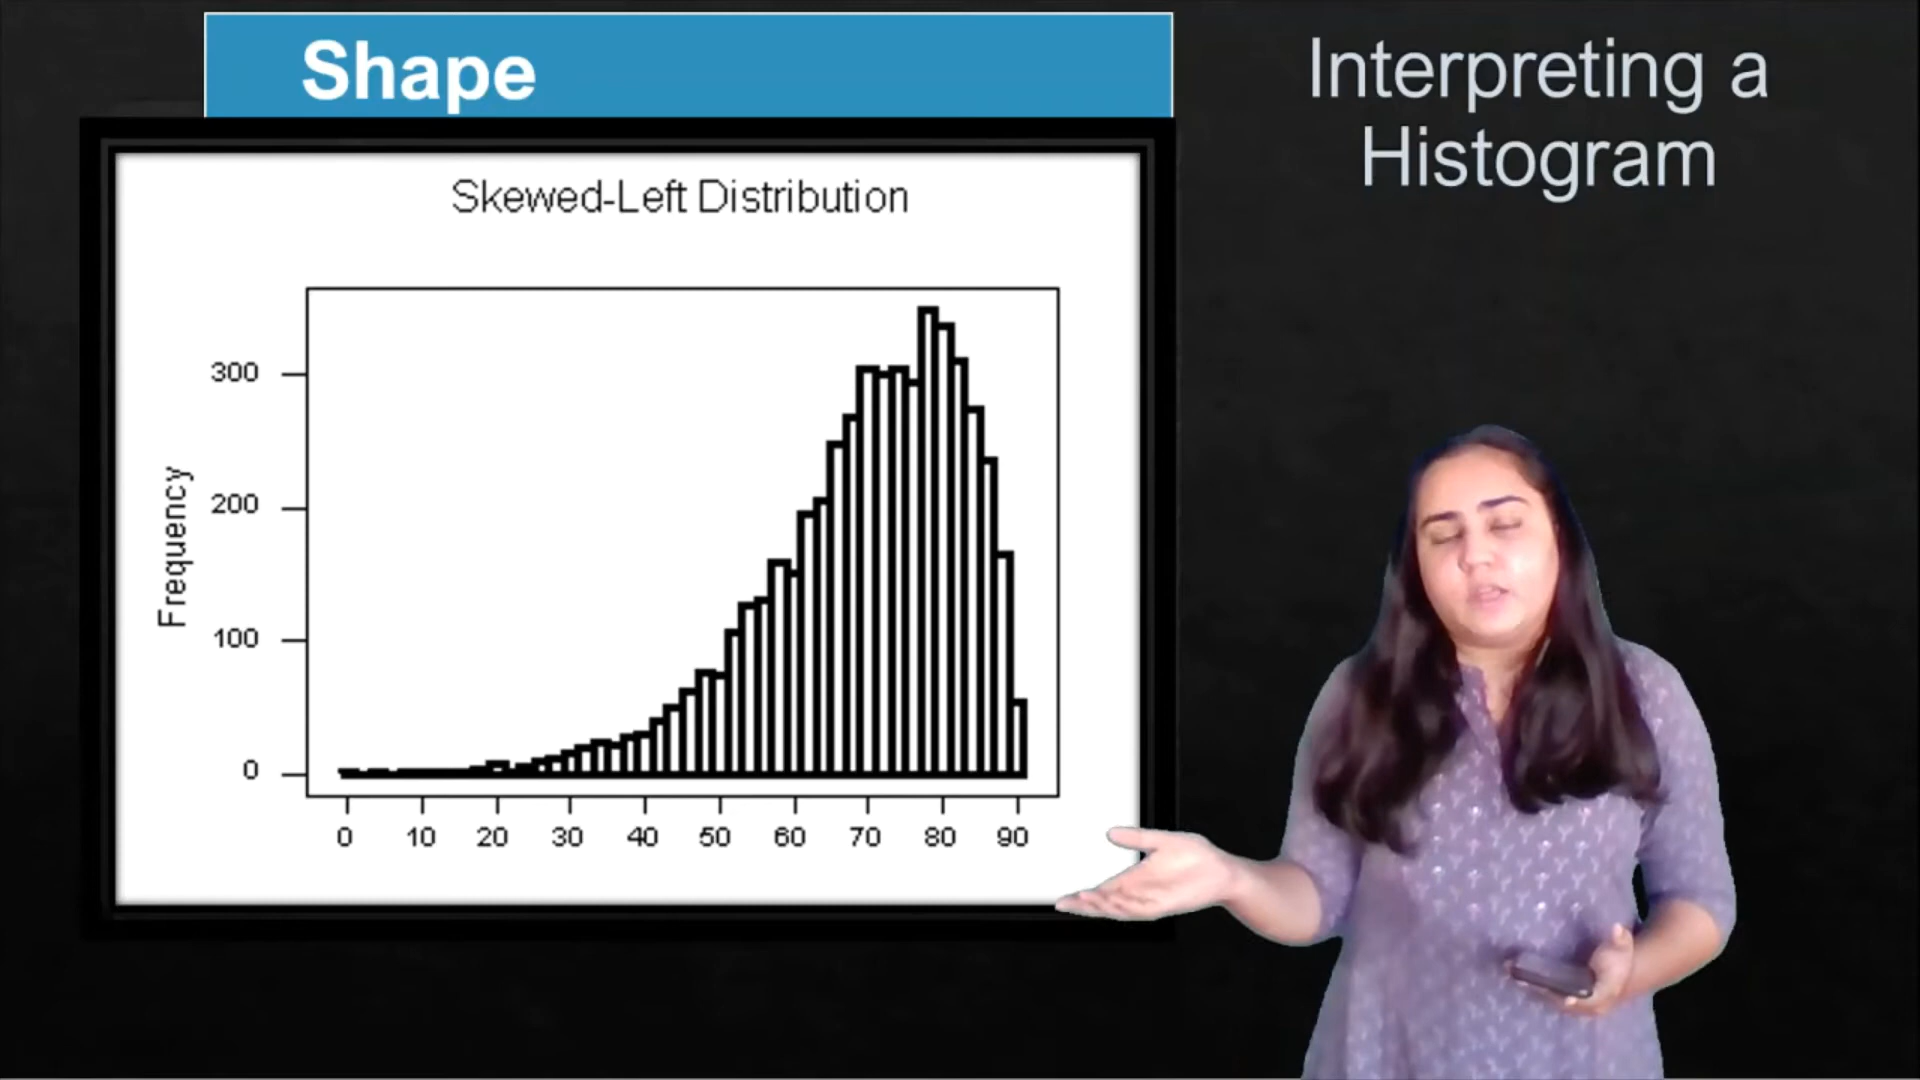 Shape
Interpreting a
Histogram
Skewed-Left Distribution
Frequency
300
200
100
0
0 10 20 30 40 50 60 70 80 90